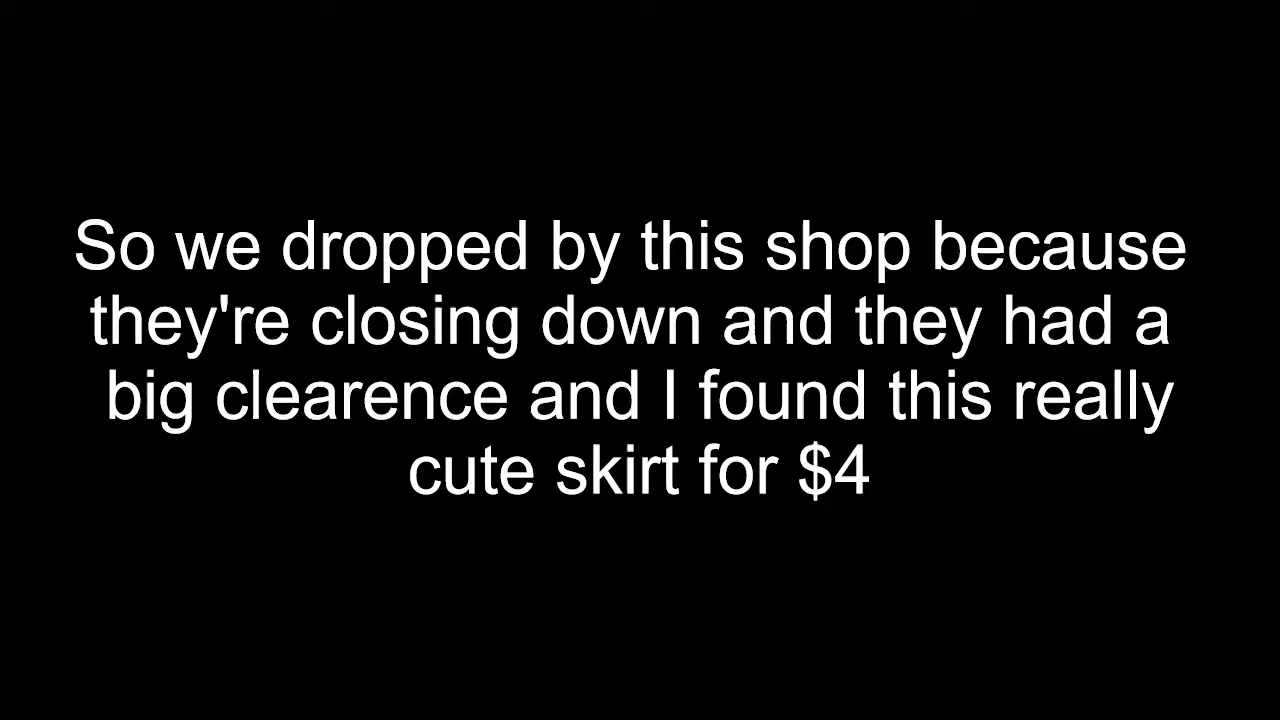 So we dropped by this shop because
they're closing down and they had a
big clearence and I found this really
cute skirt for $4